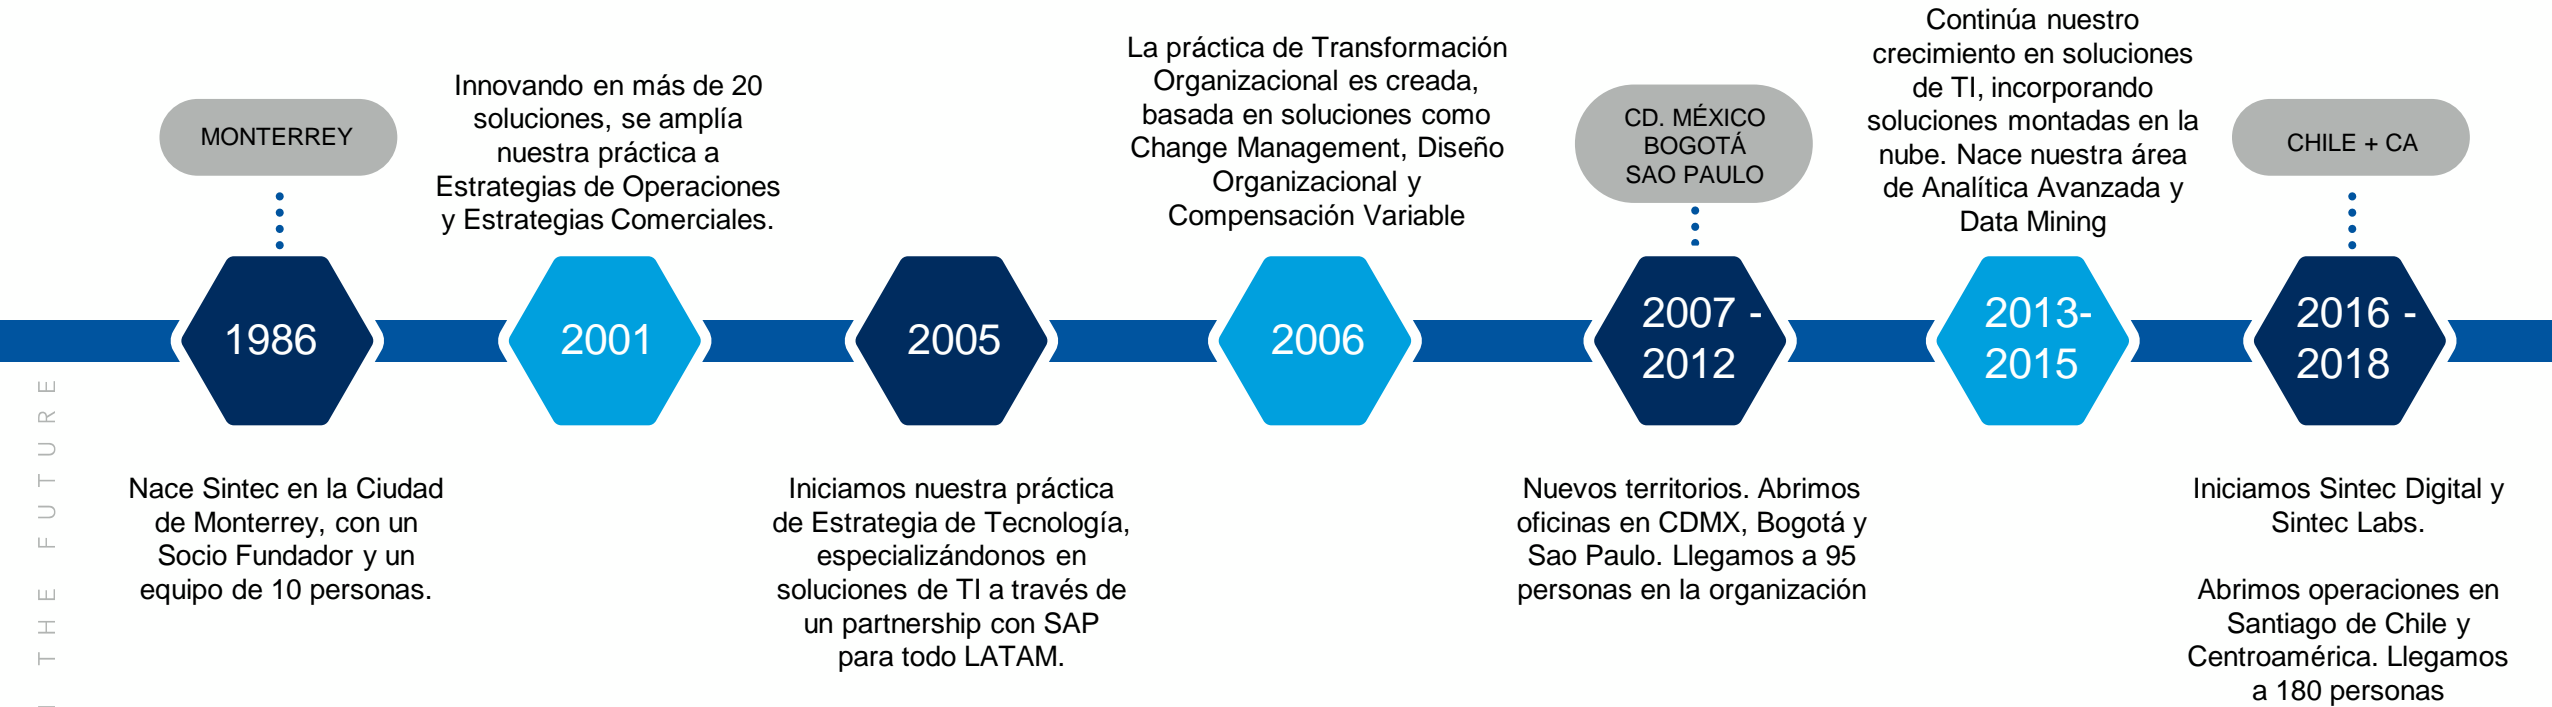 MONTERREY
1986
Nace Sintec en la Ciudad
de Monterrey, con un
Socio Fundador y un
equipo de 10 personas.
Innovando en más de 20
soluciones, se amplía
nuestra práctica a
Estrategias de Operaciones
y Estrategias Comerciales.
2001
2005
Iniciamos nuestra práctica
de Estrategia de Tecnología,
especializándonos en
soluciones de TI a través de
un partnership con SAP
para todo LATAM.
La práctica de Transformación
Organizacional es creada,
basada en soluciones como
Change Management, Diseño
Organizacional y
Compensación Variable
2006
CD. MÉXICO
BOGOTÁ
SAO PAULO
2007 -
2012
Nuevos territorios. Abrimos
oficinas en CDMX, Bogotá y
Sao Paulo. Llegamos a 95
personas en la organización
Continúa nuestro
crecimiento en soluciones
de TI, incorporando
soluciones montadas en la
nube. Nace nuestra área
de Analítica Avanzada y
Data Mining
2013-
2015
CHILE + CA
2016 -
2018
Iniciamos Sintec Digital y
Sintec Labs.
Abrimos operaciones en
Santiago de Chile y
Centroamérica. Llegamos
a 180 personas
THE FUTURE